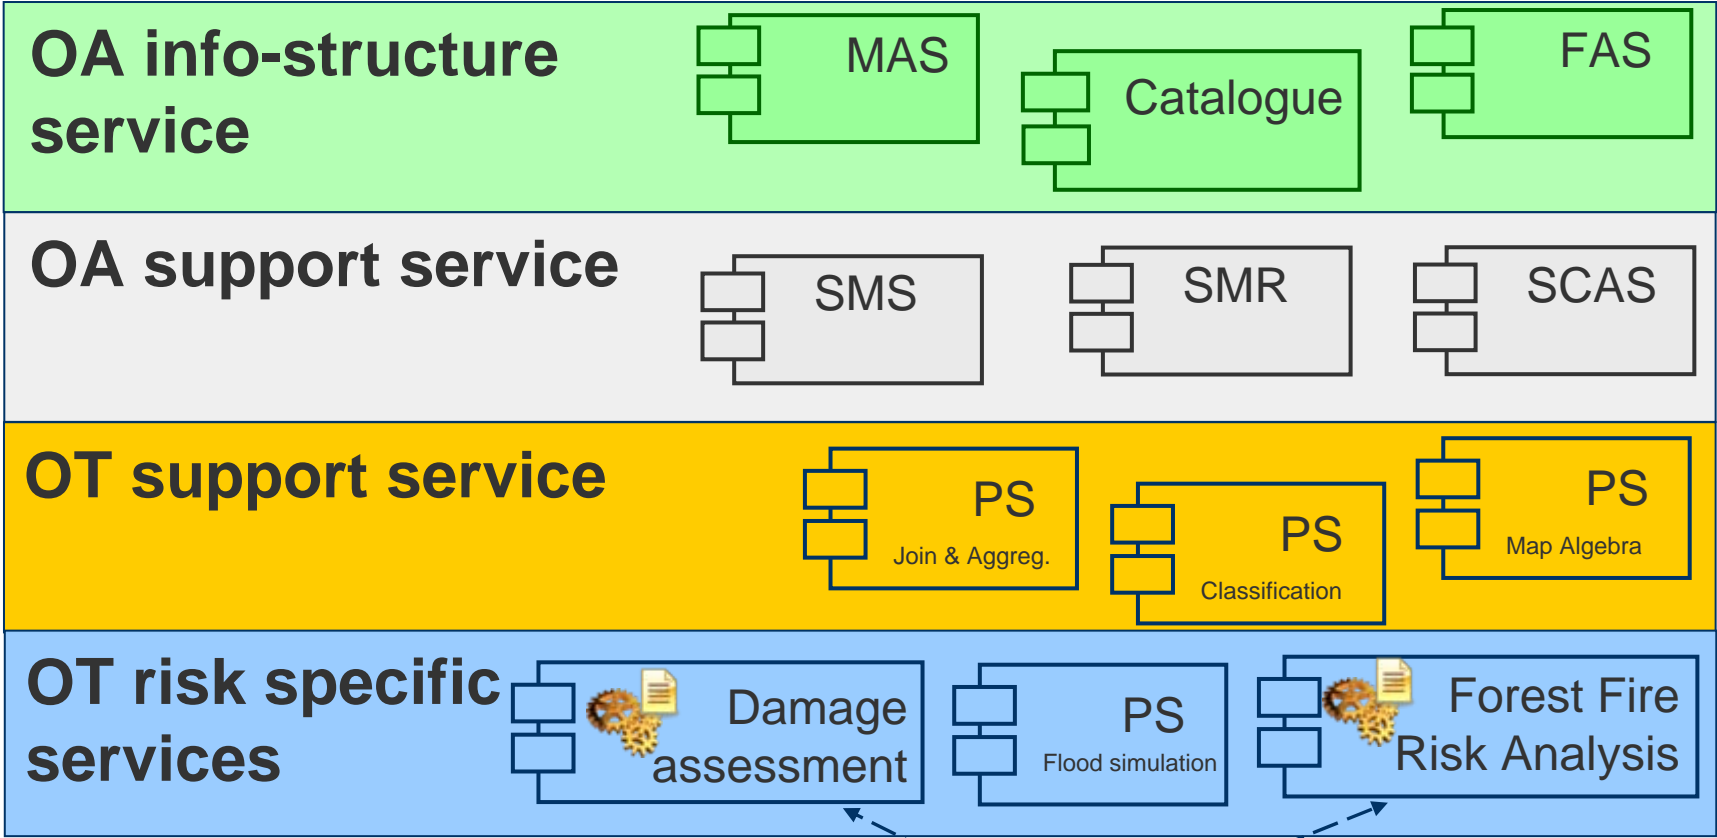 OA info-structure
service
MAS
Catalogue
FAS
OA support service
SMS
SMR
SCAS
OT support service
PS
Join & Aggreg.
PS
Classification
PS
Map Algebra
OT risk specific
services
Damage
assessment
PS
Flood simulation
Forest Fire
Risk Analysis